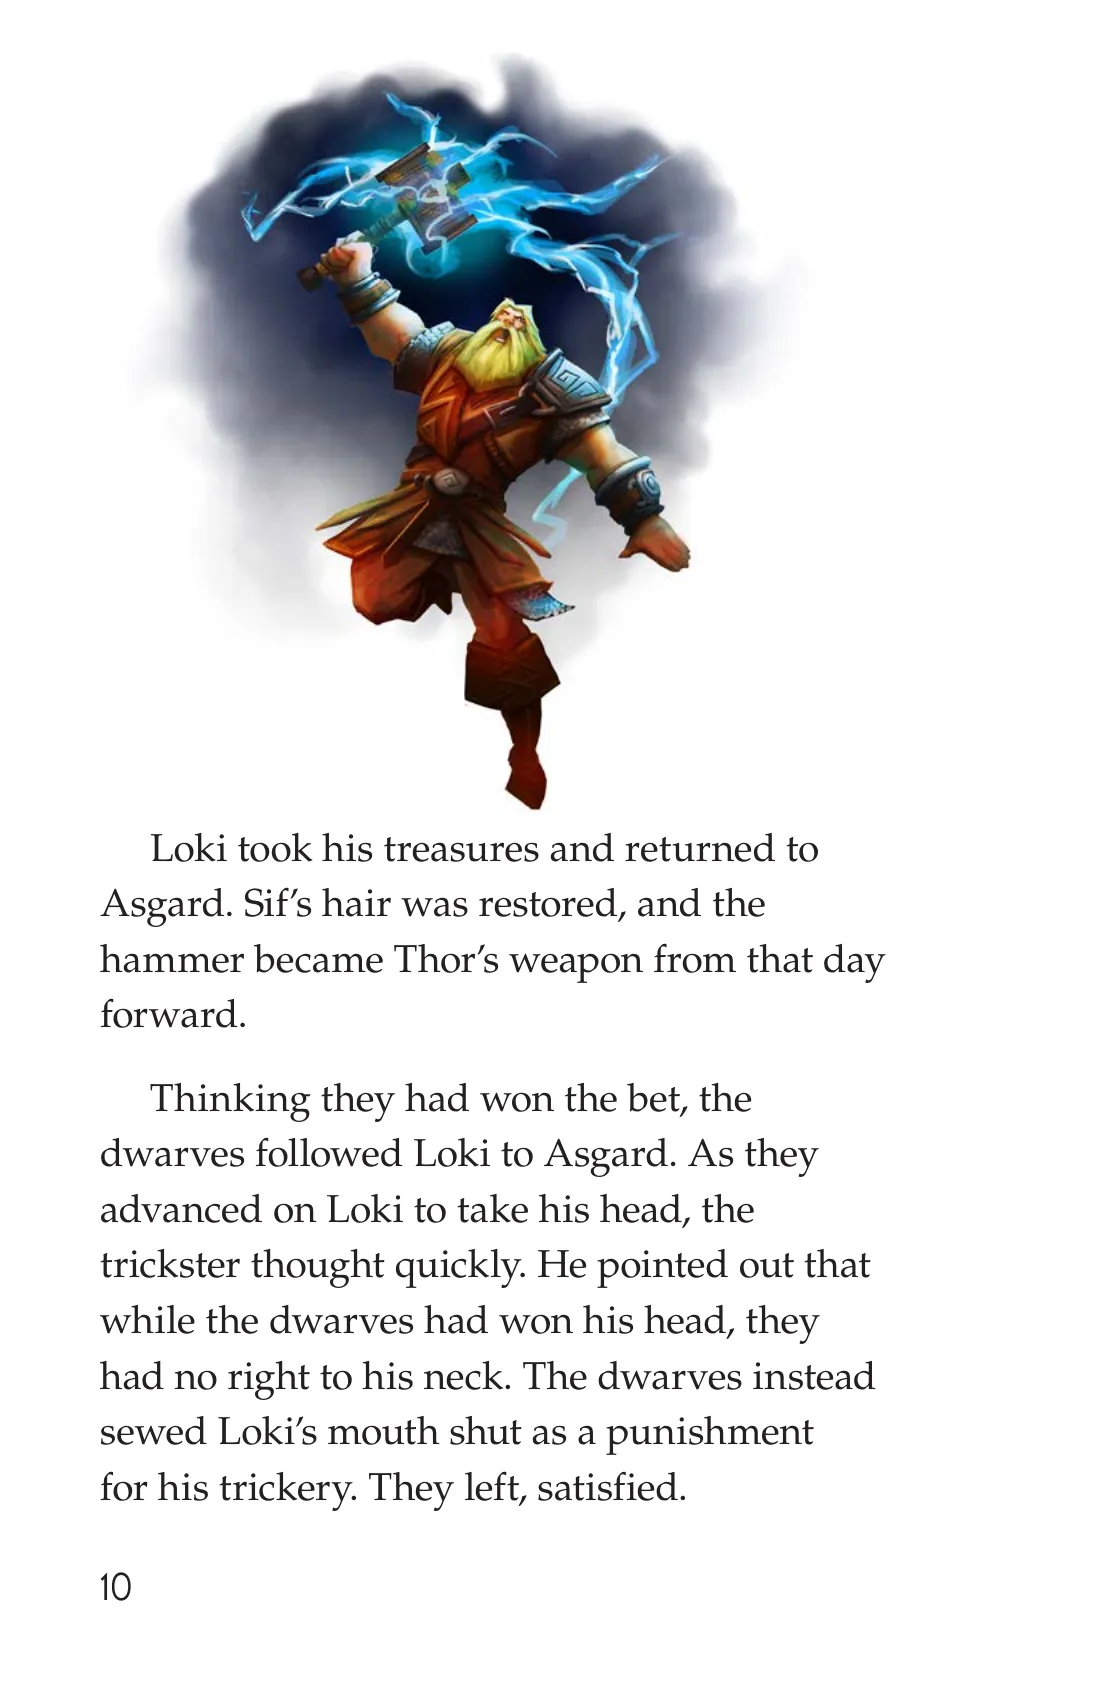 Loki took his treasures and returned to
Asgard. Sif’s hair was restored, and the
hammer became Thor’s weapon from that day
forward.
Thinking they had won the bet, the
dwarves followed Loki to Asgard. As they
advanced on Loki to take his head, the
trickster thought quickly. He pointed out that
while the dwarves had won his head, they
had no right to his neck. The dwarves instead
sewed Loki’s mouth shut as a punishment
for his trickery. They left, satisfied.
10